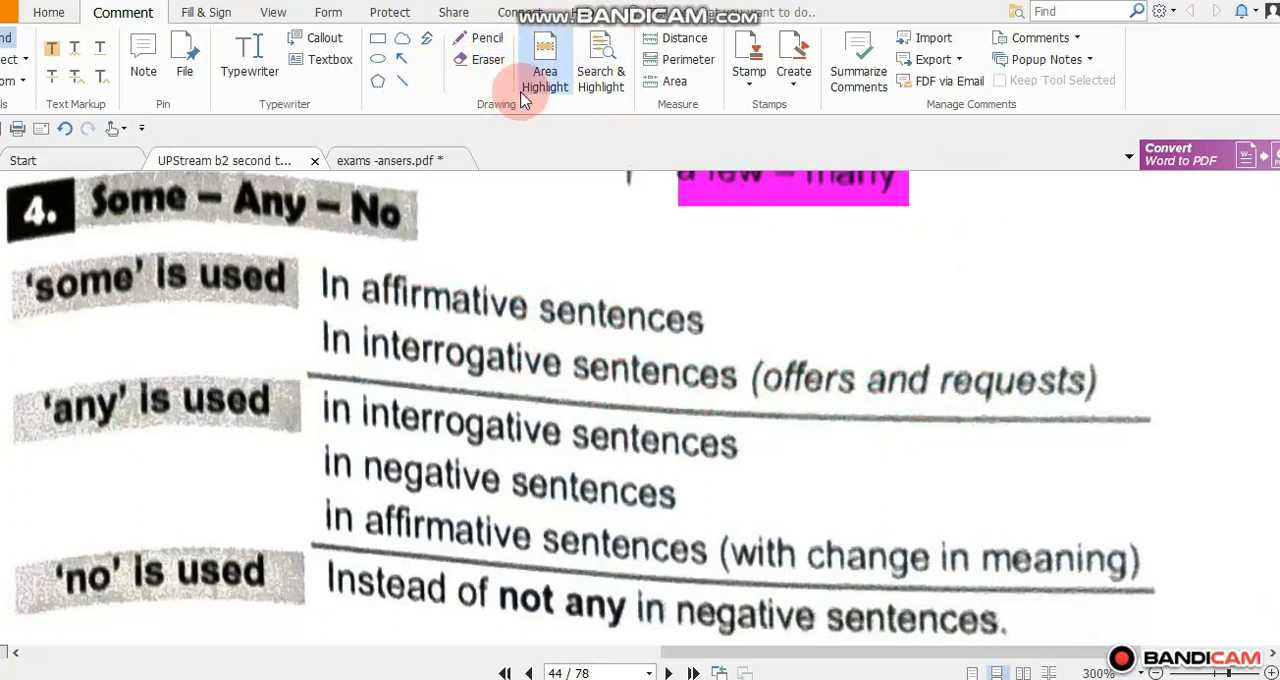 www.BANDICAM.com
want to do..
Home Comment Fill & Sign View Form Protect Share Find
Note File Typewriter Callout Textbox Pencil Eraser Area Highlight Search & Highlight Distance Perimeter Area Stamp Create Summarize Comments Import Export FDF via Email Comments Popup Notes Keep Tool Selected
Text Markup Pin Typewriter Drawing Measure Stamps Manage Comments
Start UPStream b2 second t... exams -ansers.pdf * Convert Word to PDF
a few – many
4. Some – Any – No
'some' is used In affirmative sentences
In interrogative sentences (offers and requests)
'any' is used in interrogative sentences
in negative sentences
in affirmative sentences (with change in meaning)
'no' is used Instead of not any in negative sentences.
44 / 78 300%
BANDICAM